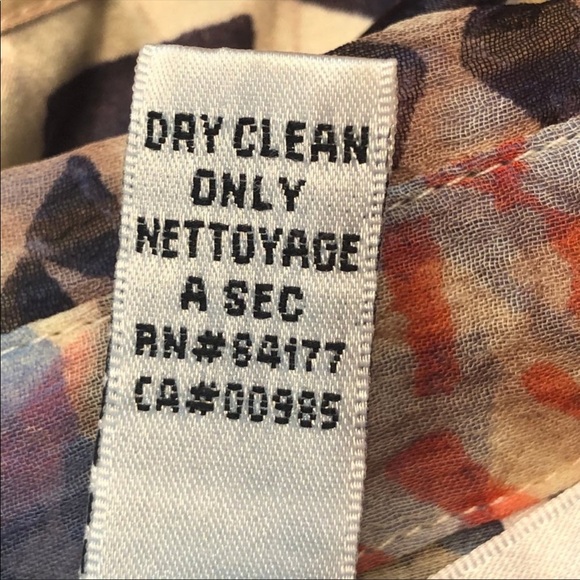 DRY CLEAN
ONLY
NETTOYAGE
A SEC
RN#84177
CA#00985